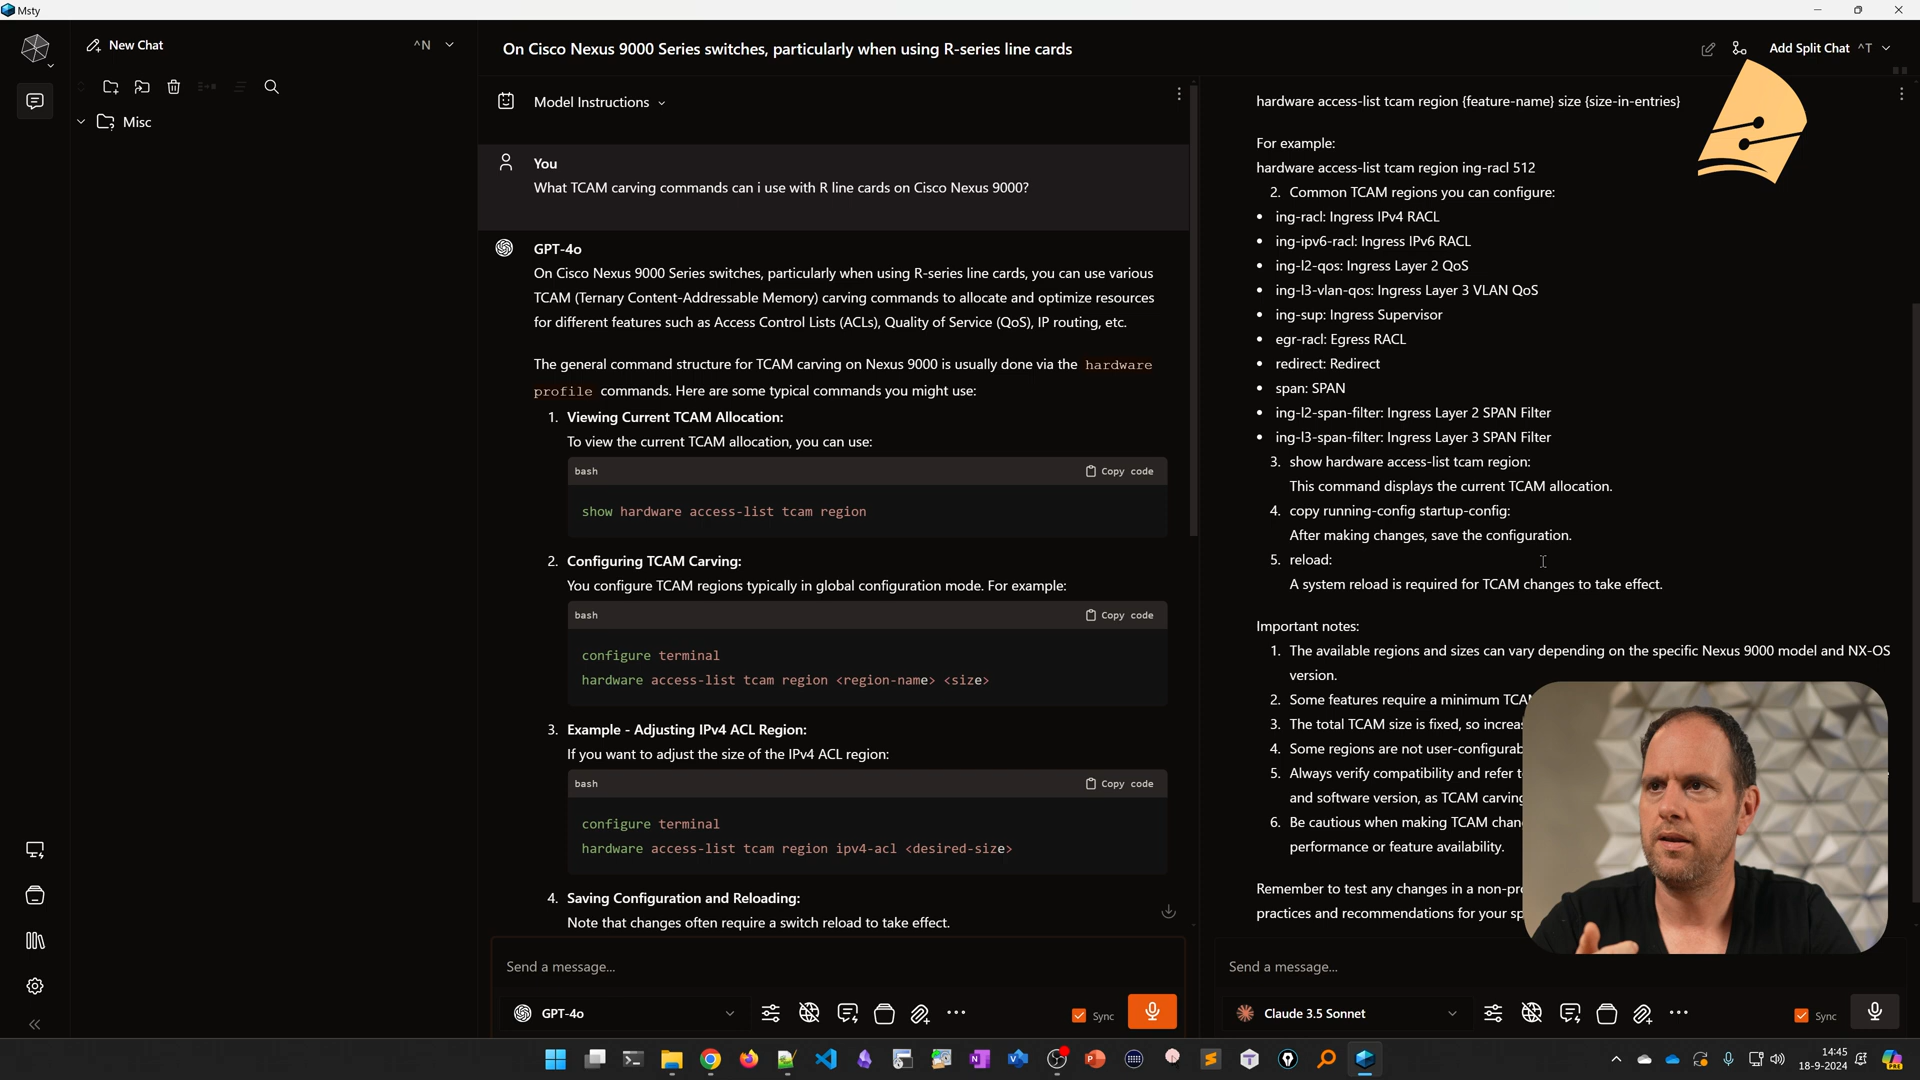 Msty
New Chat
^N
Misc
On Cisco Nexus 9000 Series switches, particularly when using R-series line cards
Add Split Chat ^T
Model Instructions
You
What TCAM carving commands can i use with R line cards on Cisco Nexus 9000?
GPT-4o
On Cisco Nexus 9000 Series switches, particularly when using R-series line cards, you can use various
TCAM (Ternary Content-Addressable Memory) carving commands to allocate and optimize resources
for different features such as Access Control Lists (ACLs), Quality of Service (QoS), IP routing, etc.
The general command structure for TCAM carving on Nexus 9000 is usually done via the hardware
profile commands. Here are some typical commands you might use:
1. Viewing Current TCAM Allocation:
To view the current TCAM allocation, you can use:
bash
Copy code
show hardware access-list tcam region
2. Configuring TCAM Carving:
You configure TCAM regions typically in global configuration mode. For example:
bash
Copy code
configure terminal
hardware access-list tcam region <region-name> <size>
3. Example - Adjusting IPv4 ACL Region:
If you want to adjust the size of the IPv4 ACL region:
bash
Copy code
configure terminal
hardware access-list tcam region ipv4-acl <desired-size>
4. Saving Configuration and Reloading:
Note that changes often require a switch reload to take effect.
Send a message...
GPT-4o
Sync
hardware access-list tcam region {feature-name} size {size-in-entries}
For example:
hardware access-list tcam region ing-racl 512
2. Common TCAM regions you can configure:
• ing-racl: Ingress IPv4 RACL
• ing-ipv6-racl: Ingress IPv6 RACL
• ing-l2-qos: Ingress Layer 2 QoS
• ing-l3-vlan-qos: Ingress Layer 3 VLAN QoS
• ing-sup: Ingress Supervisor
• egr-racl: Egress RACL
• redirect: Redirect
• span: SPAN
• ing-l2-span-filter: Ingress Layer 2 SPAN Filter
• ing-l3-span-filter: Ingress Layer 3 SPAN Filter
3. show hardware access-list tcam region:
This command displays the current TCAM allocation.
4. copy running-config startup-config:
After making changes, save the configuration.
5. reload:
A system reload is required for TCAM changes to take effect.
Important notes:
1. The available regions and sizes can vary depending on the specific Nexus 9000 model and NX-OS
version.
2. Some features require a minimum TCAM
3. The total TCAM size is fixed, so increas
4. Some regions are not user-configurab
5. Always verify compatibility and refer t
and software version, as TCAM carving
6. Be cautious when making TCAM chan
performance or feature availability.
Remember to test any changes in a non-pro
practices and recommendations for your sp
Send a message...
Claude 3.5 Sonnet
Sync
14:45
18-9-2024